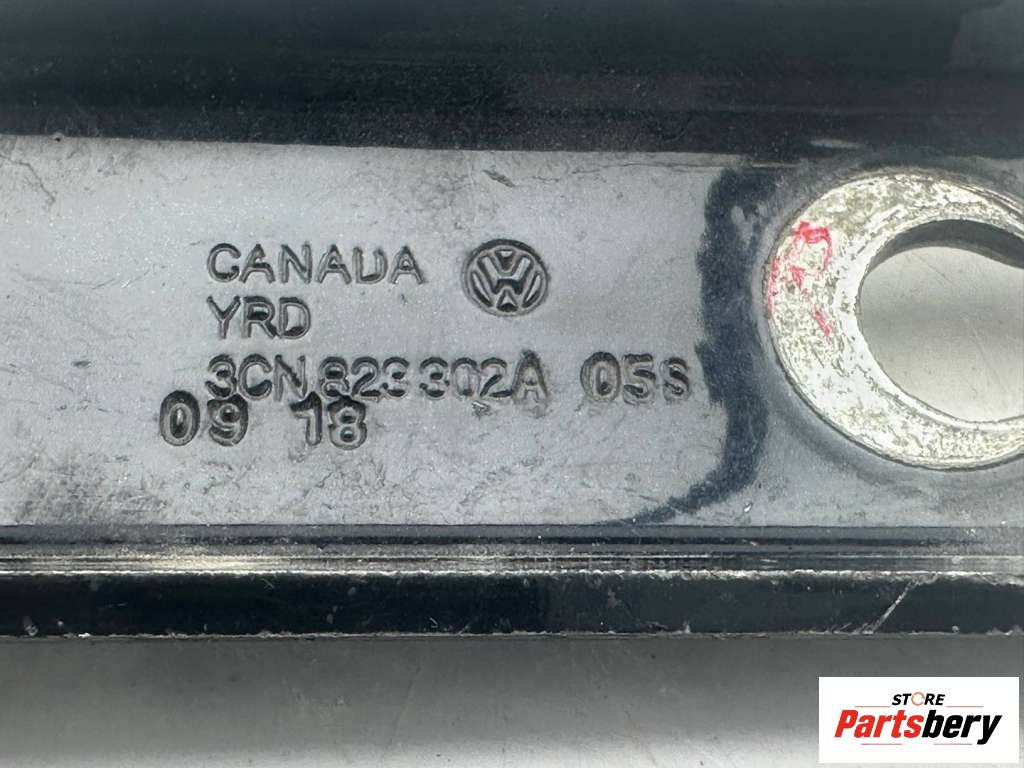 CANADA
YRD
3CN 823 302A 05S
09 18
STORE
Partsbery